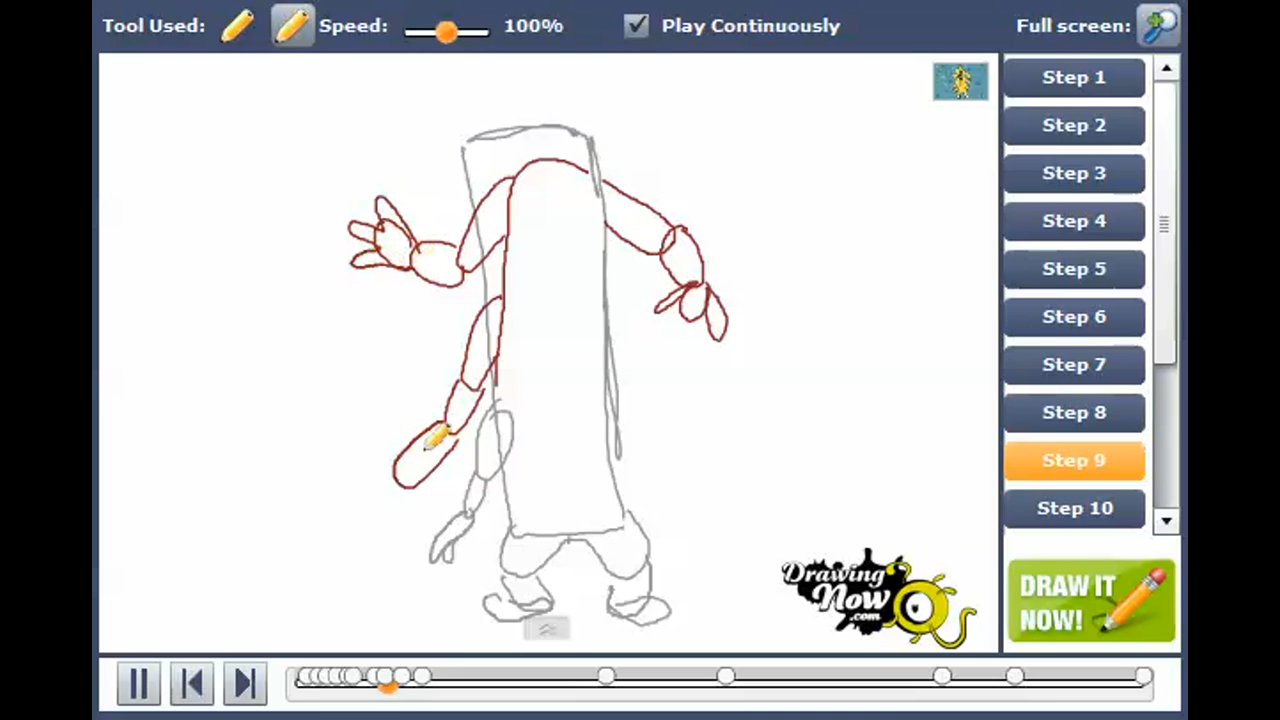 Tool Used: Speed: 100% Play Continuously Full screen:
Step 1
Step 2
Step 3
Step 4
Step 5
Step 6
Step 7
Step 8
Step 9
Step 10
Drawing
Now
.com
DRAW IT
NOW!